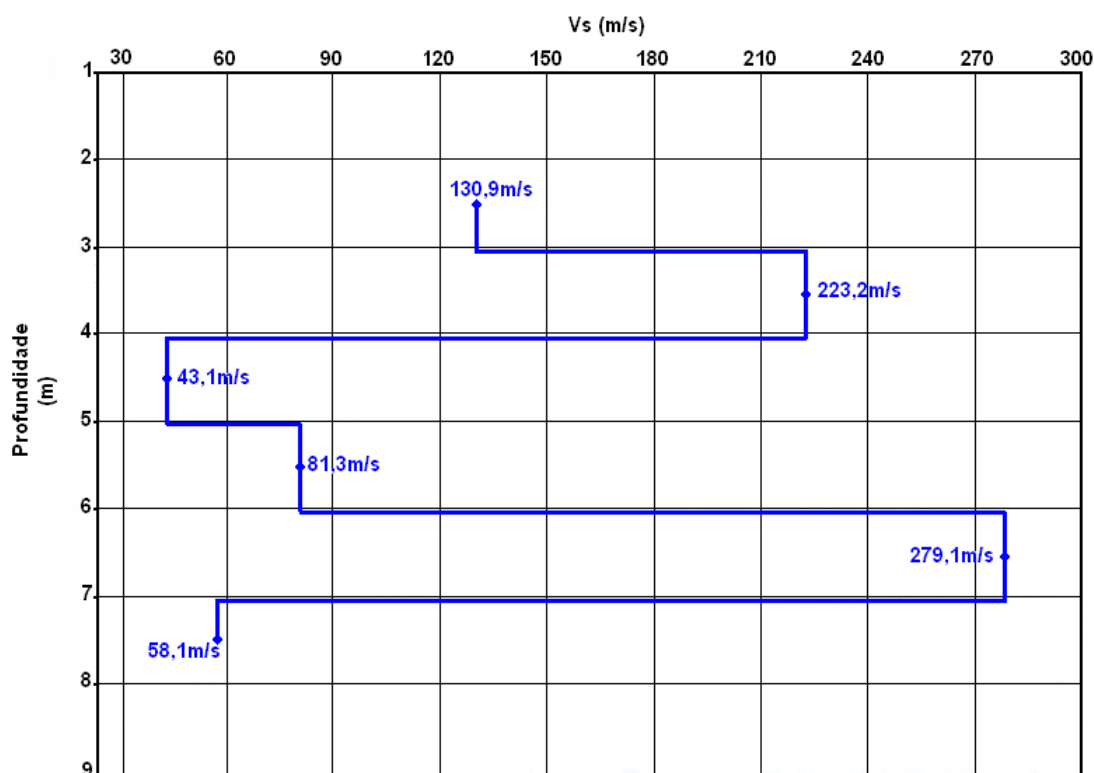 Vs (m/s)
30 60 90 120 150 180 210 240 270 300
1
2
130,9m/s
3
223,2m/s
4
43,1m/s
Profundidade
(m)
5
81,3m/s
6
279,1m/s
7
58,1m/s
8
9